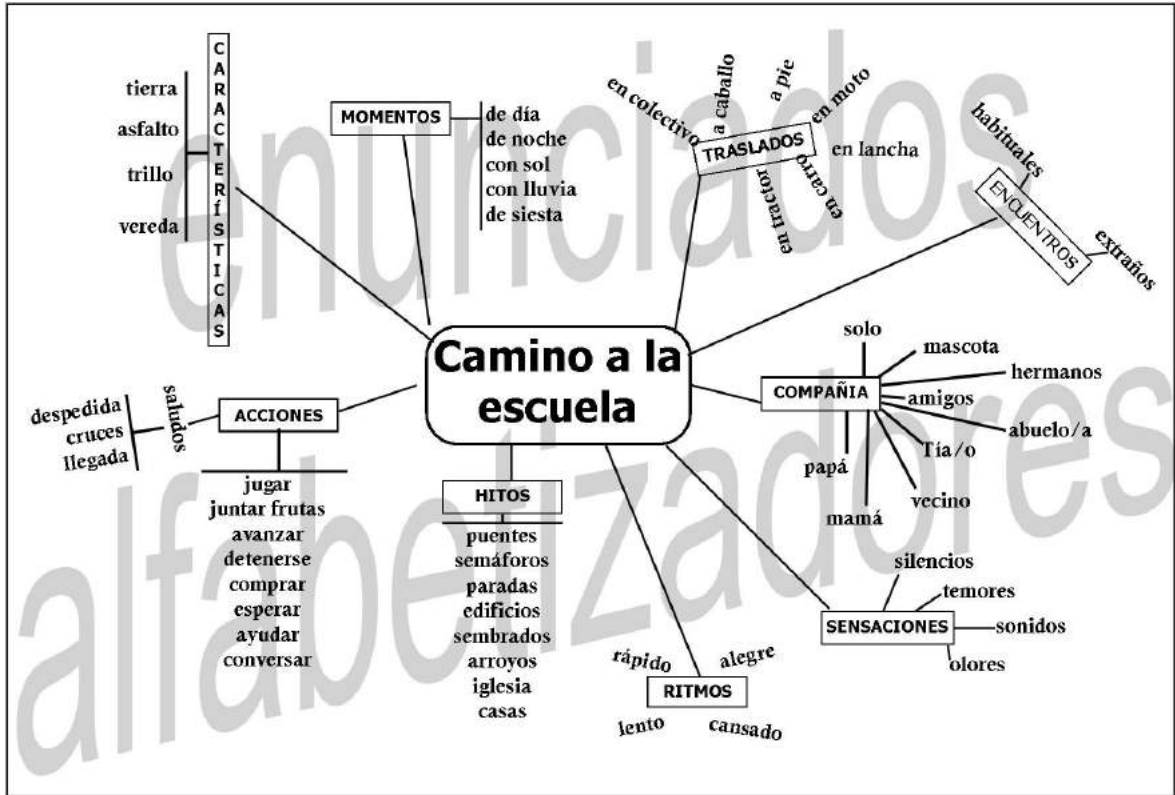 enunciados
alfabetizadores
CARACTERÍSTICAS
tierra
asfalto
trillo
vereda
MOMENTOS
de día
de noche
con sol
con lluvia
de siesta
TRASLADOS
en colectivo
a caballo
a pie
en moto
en lancha
en carro
en tractor
ENCUENTROS
habituales
extraños
Camino a la
escuela
COMPAÑIA
solo
mascota
hermanos
amigos
abuelo/a
Tía/o
vecino
mamá
papá
ACCIONES
saludos
despedida
cruces
llegada
jugar
juntar frutas
avanzar
detenerse
comprar
esperar
ayudar
conversar
HITOS
puentes
semáforos
paradas
edificios
sembrados
arroyos
iglesia
casas
RITMOS
rápido
alegre
lento
cansado
SENSACIONES
silencios
temores
sonidos
olores